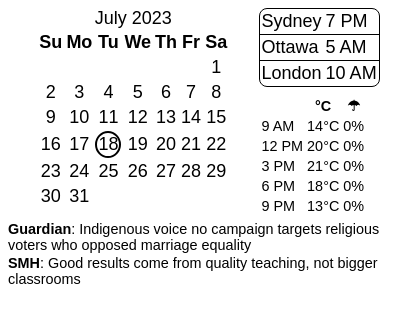 July 2023
Su Mo Tu We Th Fr Sa
1
2 3 4 5 6 7 8
9 10 11 12 13 14 15
16 17 18 19 20 21 22
23 24 25 26 27 28 29
30 31
Sydney 7 PM
Ottawa 5 AM
London 10 AM
°C ☂
9 AM 14°C 0%
12 PM 20°C 0%
3 PM 21°C 0%
6 PM 18°C 0%
9 PM 13°C 0%
Guardian: Indigenous voice no campaign targets religious
voters who opposed marriage equality
SMH: Good results come from quality teaching, not bigger
classrooms